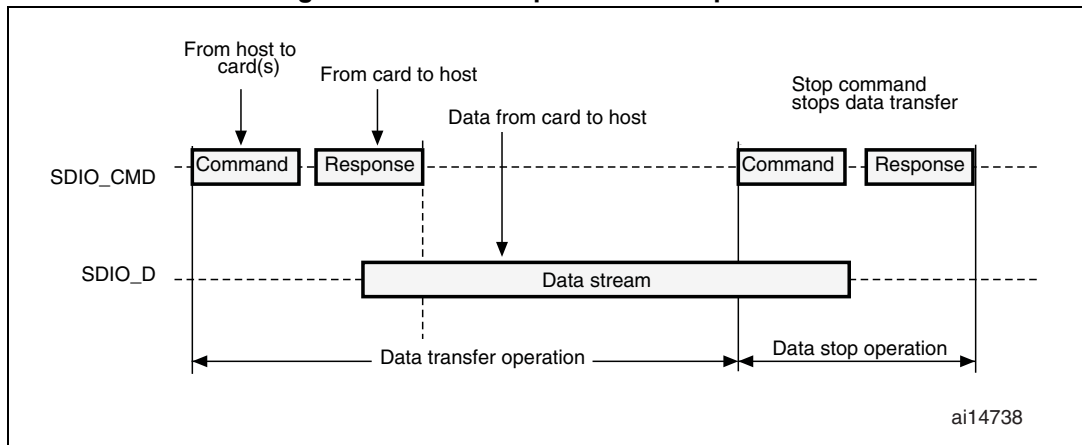 From host to
card(s)
From card to host
Data from card to host
Stop command
stops data transfer
SDIO_CMD
Command
Response
Command
Response
SDIO_D
Data stream
Data transfer operation
Data stop operation
ai14738